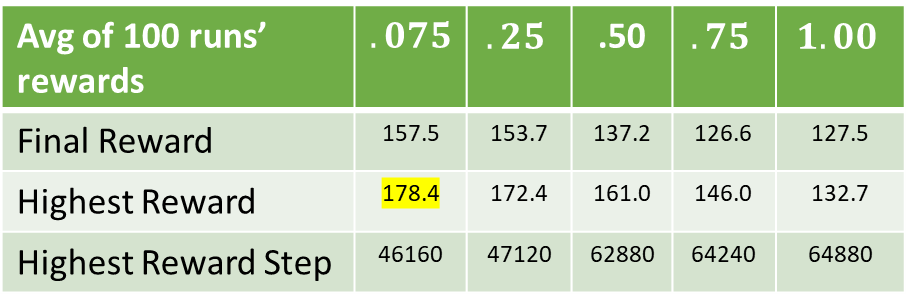 Avg of 100 runs’ .075 .25 .50 .75 1.00
rewards
Final Reward 157.5 153.7 137.2 126.6 127.5
Highest Reward 178.4 172.4 161.0 146.0 132.7
Highest Reward Step 46160 47120 62880 64240 64880